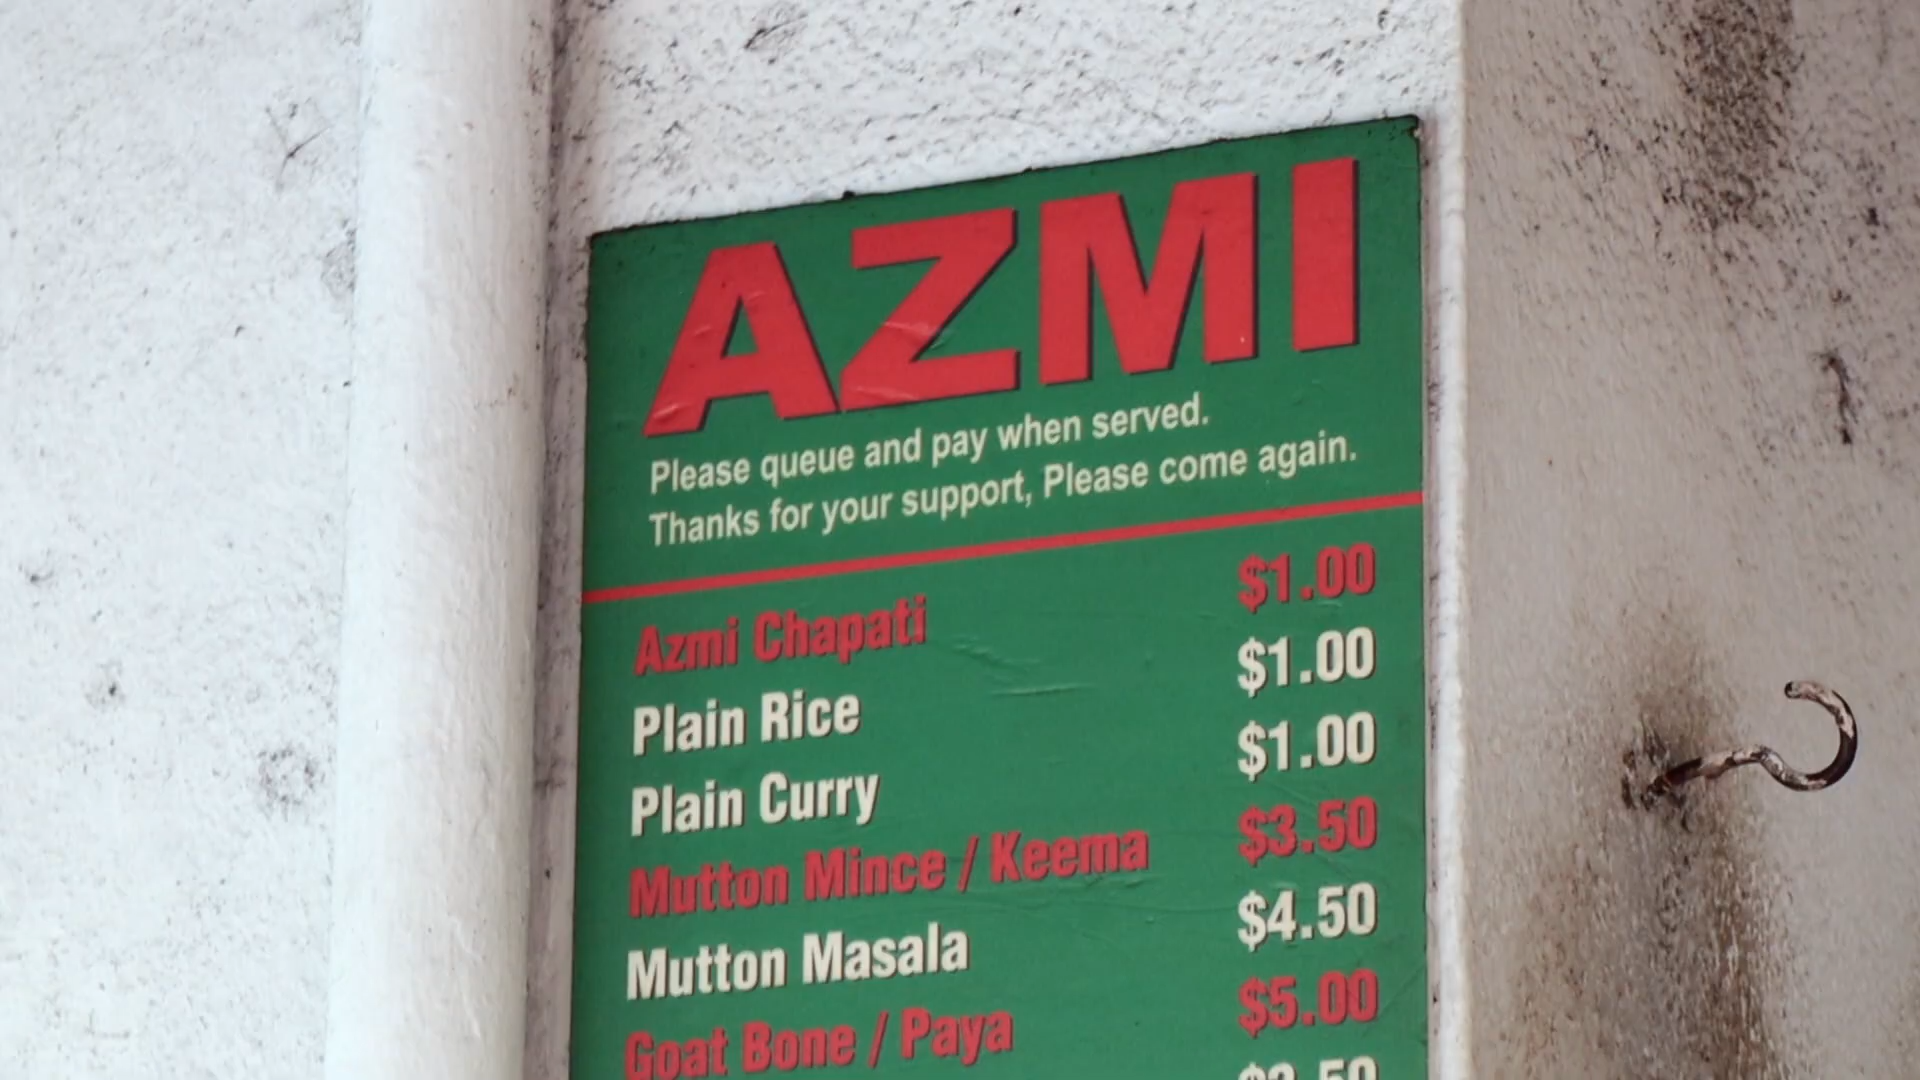 AZMI
Please queue and pay when served.
Thanks for your support, Please come again.
Azmi Chapati $1.00
Plain Rice $1.00
Plain Curry $1.00
Mutton Mince / Keema $3.50
Mutton Masala $4.50
Goat Bone / Paya $5.00